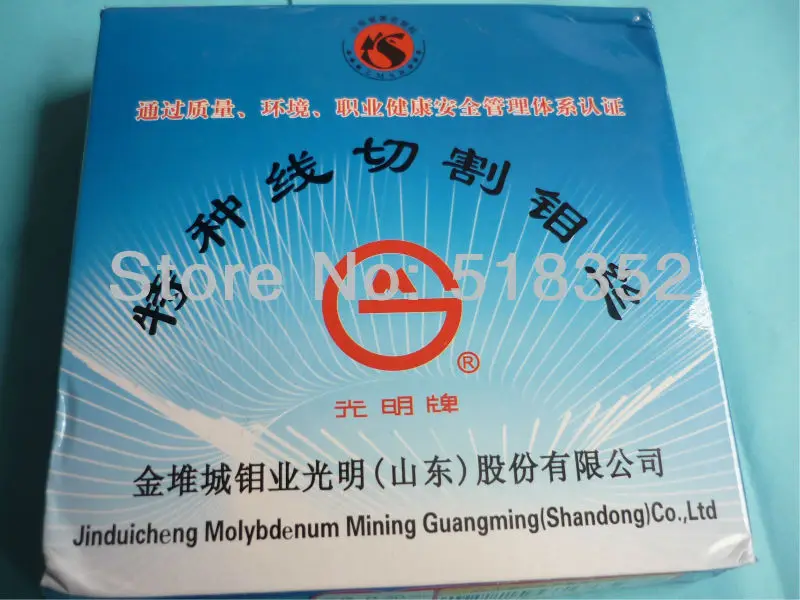 通过质量、环境、职业健康安全管理体系认证
特种线切割钼丝
Store No: 518352
®
光明牌
金堆城钼业光明(山东)股份有限公司
Jinduicheng Molybdenum Mining Guangming(Shandong)Co.,Ltd